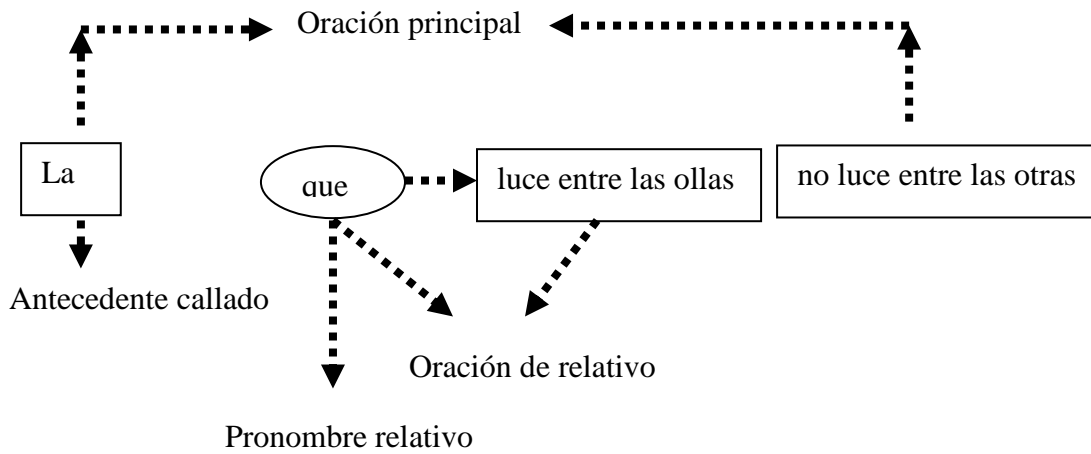 Oración principal
La
que
luce entre las ollas
no luce entre las otras
Antecedente callado
Oración de relativo
Pronombre relativo